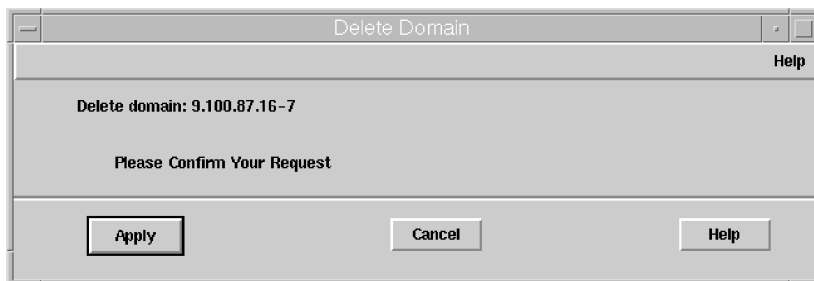 Delete Domain
Help
Delete domain: 9.100.87.16-7
Please Confirm Your Request
Apply
Cancel
Help